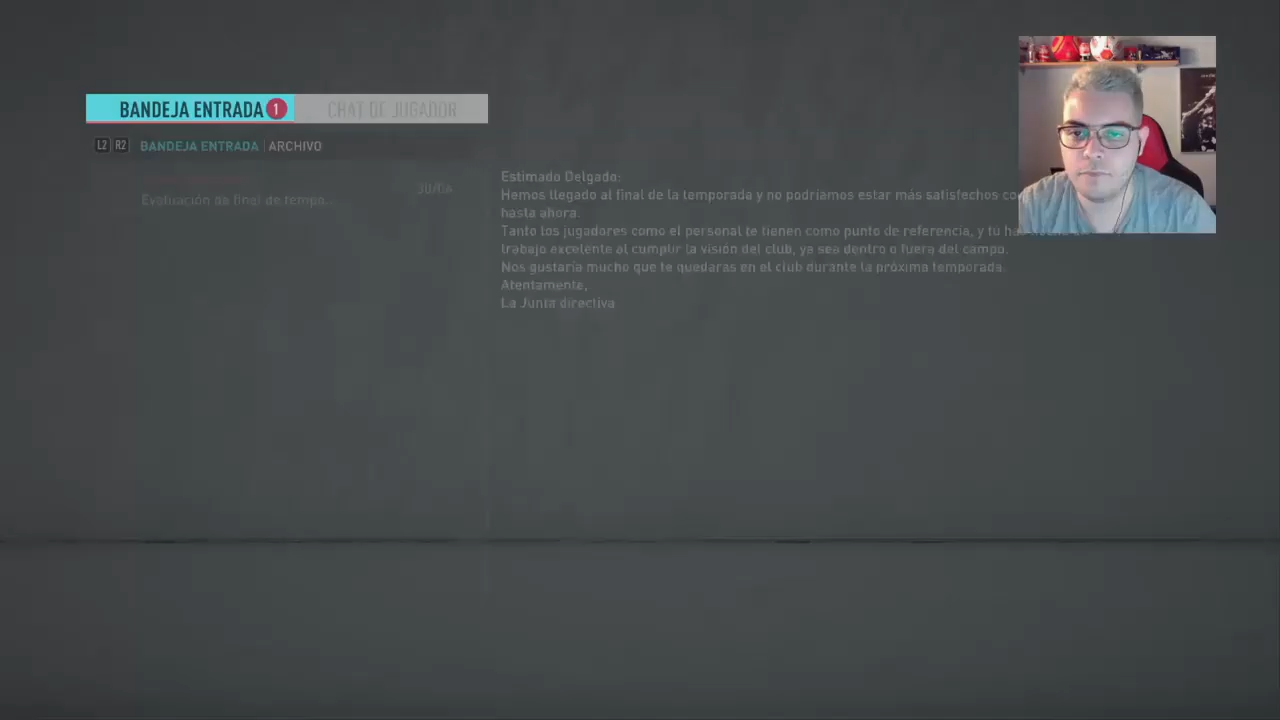 BANDEJA ENTRADA 1
CHAT DE JUGADOR
L2 R2 BANDEJA ENTRADA | ARCHIVO
30/06
Evaluación de final de tempo...
Estimado Delgado:
Hemos llegado al final de la temporada y no podríamos estar más satisfechos
hasta ahora.
Tanto los jugadores como el personal te tienen como punto de referencia, y tú
trabajo excelente al cumplir la visión del club, ya sea dentro o fuera del campo.
Nos gustaría mucho que te quedaras en el club durante la próxima temporada.
Atentamente,
La Junta directiva